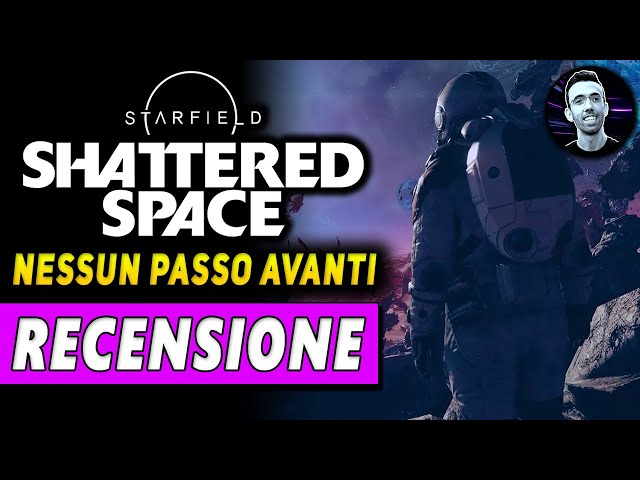 STARFIELD
SHATTERED
SPACE
NESSUN PASSO AVANTI
RECENSIONE